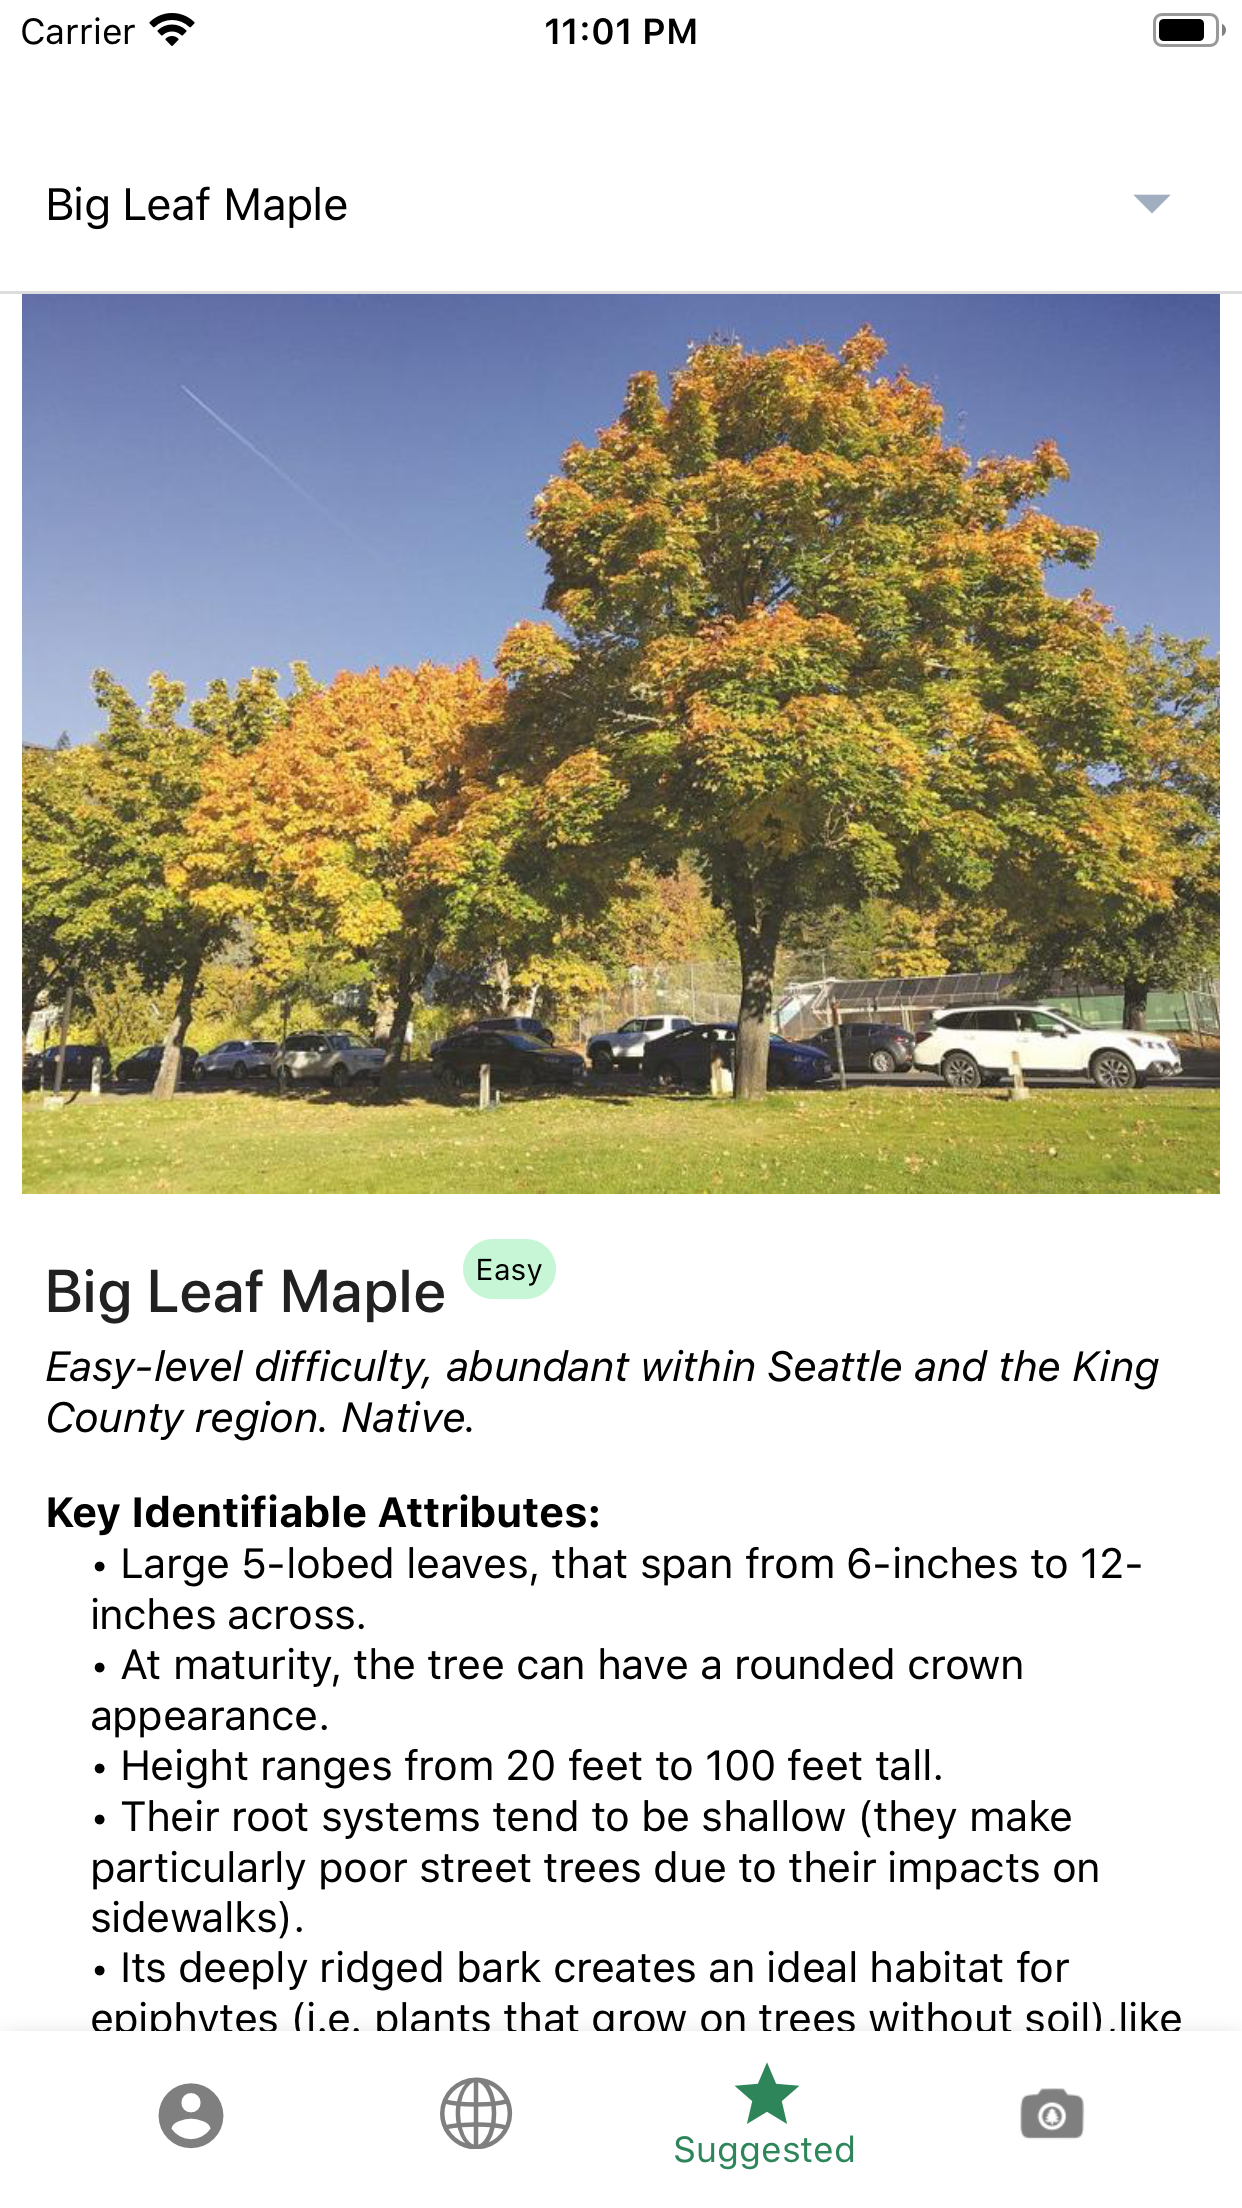 Carrier
11:01 PM
Big Leaf Maple
Big Leaf Maple
Easy
Easy-level difficulty, abundant within Seattle and the King
County region. Native.
Key Identifiable Attributes:
• Large 5-lobed leaves, that span from 6-inches to 12-
inches across.
• At maturity, the tree can have a rounded crown
appearance.
• Height ranges from 20 feet to 100 feet tall.
• Their root systems tend to be shallow (they make
particularly poor street trees due to their impacts on
sidewalks).
• Its deeply ridged bark creates an ideal habitat for
epiphytes (i.e. plants that grow on trees without soil),like
Suggested